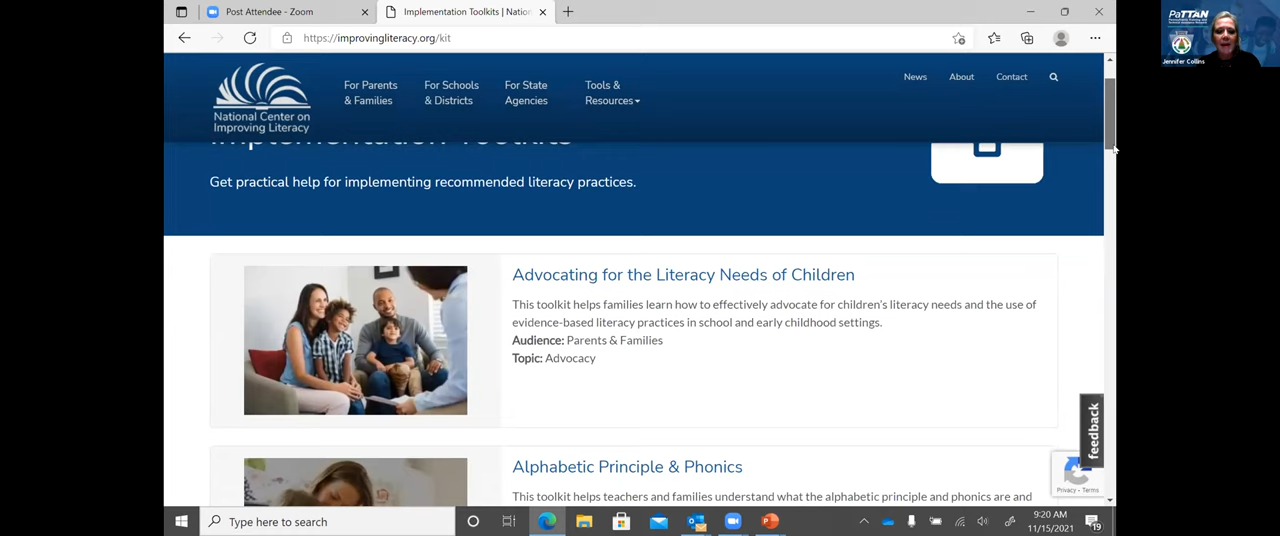 Post Attendee - Zoom
Implementation Toolkits | Nation
https://improvingliteracy.org/kit
PaTTAN
Jennifer Collins
National Center on
Improving Literacy
For Parents
& Families
For Schools
& Districts
For State
Agencies
Tools &
Resources
News
About
Contact
Implementation Toolkits
Get practical help for implementing recommended literacy practices.
Advocating for the Literacy Needs of Children
This toolkit helps families learn how to effectively advocate for children's literacy needs and the use of
evidence-based literacy practices in school and early childhood settings.
Audience: Parents & Families
Topic: Advocacy
feedback
Alphabetic Principle & Phonics
This toolkit helps teachers and families understand what the alphabetic principle and phonics are and
Privacy - Terms
Type here to search
9:20 AM
11/15/2021
19